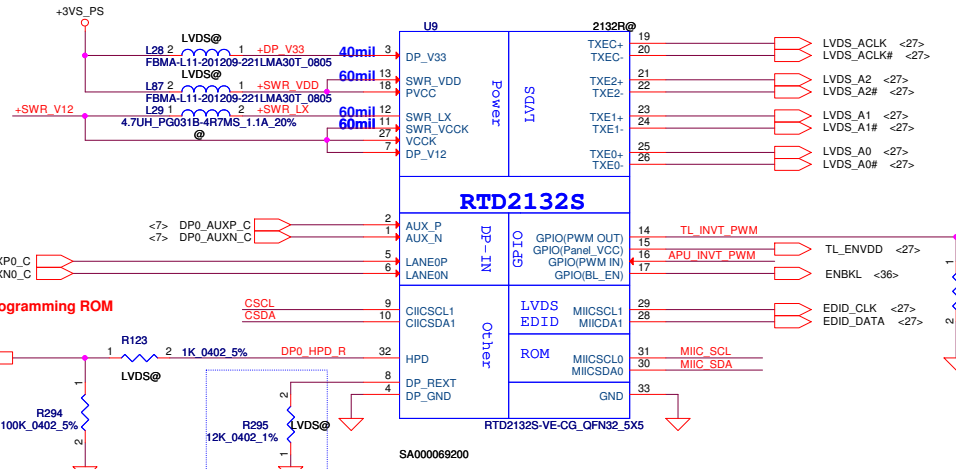 +3VS_PS
U9
2132R@
LVDS@
L28 2 1 +DP_V33 40mil 3 DP_V33
FBMA-L11-201209-221LMA30T_0805
LVDS@
L87 2 1 +SWR_VDD 60mil 13 SWR_VDD
18 PVCC
FBMA-L11-201209-221LMA30T_0805
+SWR_V12 L29 1 2 +SWR_LX 60mil 12 SWR_LX
4.7UH_PG031B-4R7MS_1.1A_20% 60mil 11 SWR_VCCK
@
27 VCCK
7 DP_V12
Power
LVDS
TXEC+ 19 LVDS_ACLK <27>
TXEC- 20 LVDS_ACLK# <27>
TXE2+ 21 LVDS_A2 <27>
TXE2- 22 LVDS_A2# <27>
TXE1+ 23 LVDS_A1 <27>
TXE1- 24 LVDS_A1# <27>
TXE0+ 25 LVDS_A0 <27>
TXE0- 26 LVDS_A0# <27>
RTD2132S
<7> DP0_AUXP_C 2 AUX_P
<7> DP0_AUXN_C 1 AUX_N
XP0_C 5 LANE0P
XN0_C 6 LANE0N
DP-IN
GPIO
GPIO(PWM OUT) 14 TL_INVT_PWM
GPIO(Panel_VCC) 15 TL_ENVDD <27>
GPIO(PWM IN) 16 APU_INVT_PWM
GPIO(BL_EN) 17 ENBKL <36>
1
2
ogramming ROM
CSCL 9 CIICSCL1
CSDA 10 CIICSDA1
Other
LVDS
EDID
MIICSCL1 29 EDID_CLK <27>
MIICDA1 28 EDID_DATA <27>
R123
1 2 1K_0402_5% DP0_HPD_R 32 HPD
LVDS@
ROM
MIICSCL0 31 MIIC_SCL
MIICSDA0 30 MIIC_SDA
8 DP_REXT
4 DP_GND
GND 33
1
R294
100K_0402_5%
2
2
R295 LVDS@
12K_0402_1%
1
RTD2132S-VE-CG_QFN32_5X5
SA000069200